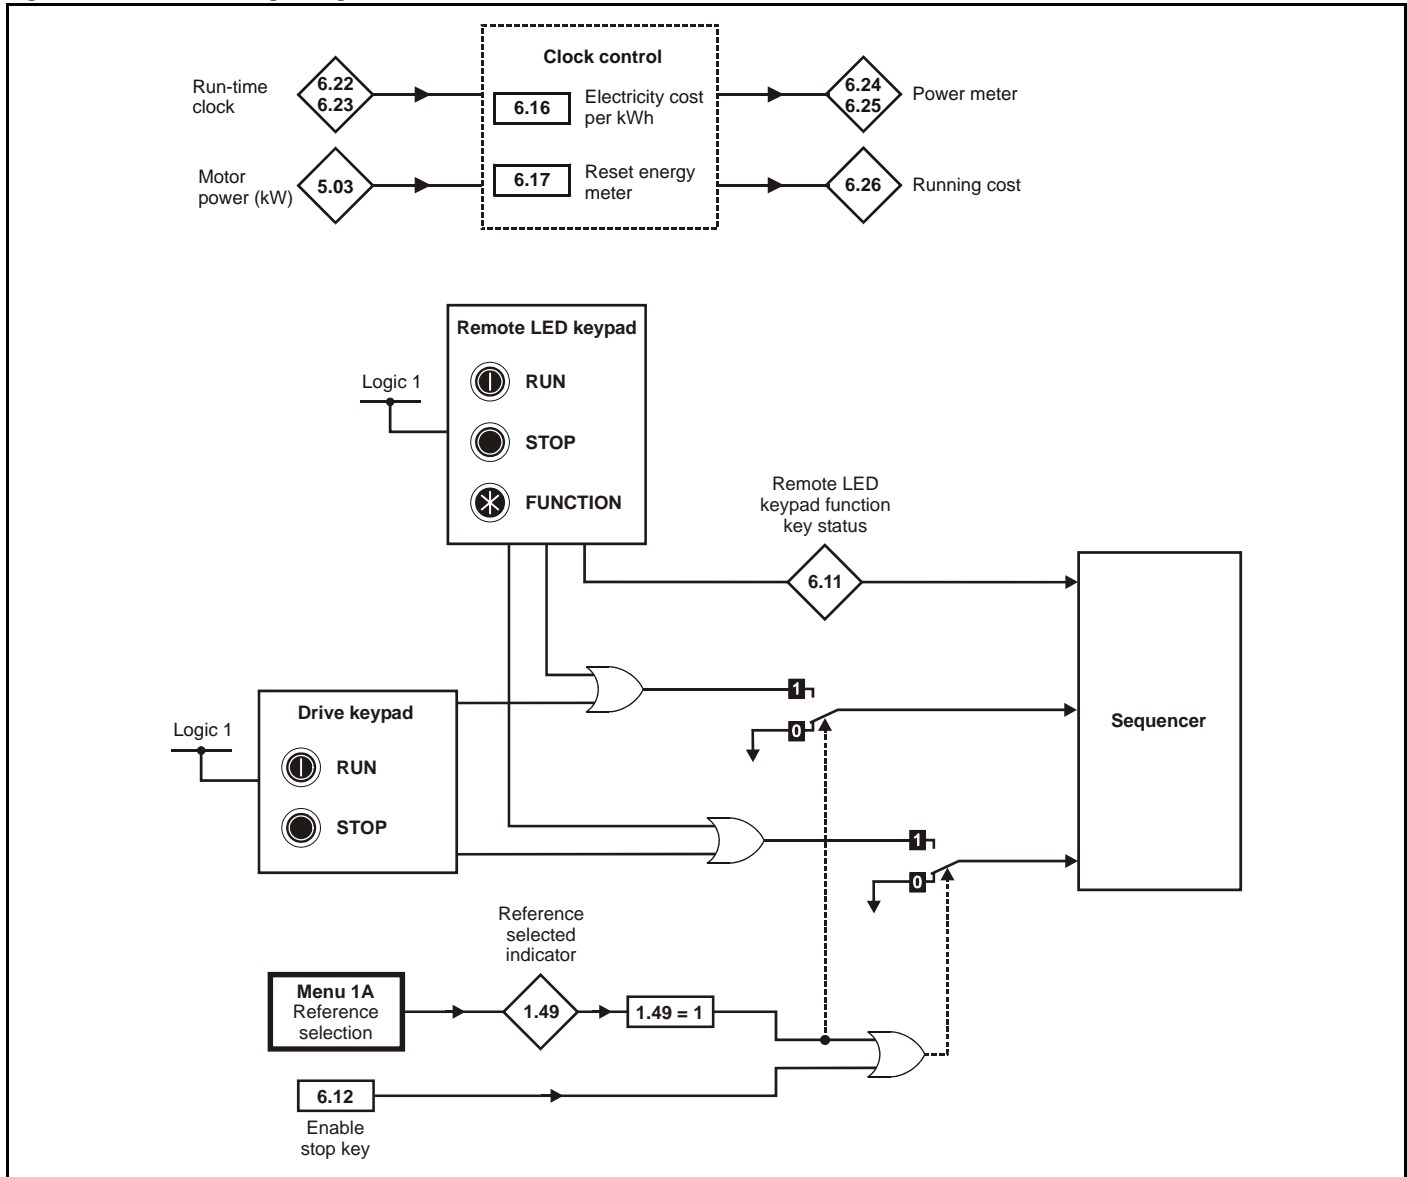 Clock control
Run-time
clock
6.22
6.23
6.16
Electricity cost
per kWh
6.24
6.25
Power meter
Motor
power (kW)
5.03
6.17
Reset energy
meter
6.26
Running cost
Remote LED keypad
Logic 1
RUN
STOP
FUNCTION
Remote LED
keypad function
key status
6.11
Sequencer
1
0
Drive keypad
Logic 1
RUN
STOP
1
0
Reference
selected
indicator
Menu 1A
Reference
selection
1.49
1.49 = 1
6.12
Enable
stop key